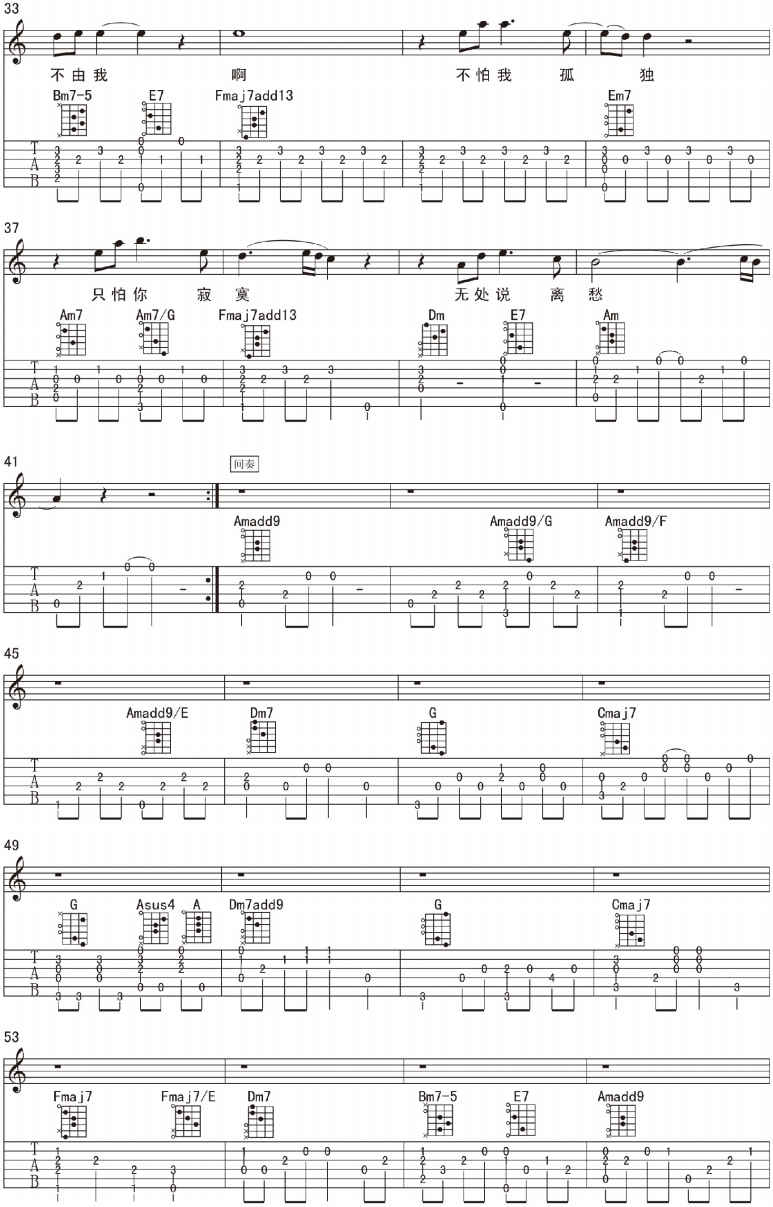 33
不 由 我 啊 不 怕 我 孤 独
Bm7-5 E7 Fmaj7add13 Em7
37
只 怕 你 寂 寞 无 处 说 离 愁
Am7 Am7/G Fmaj7add13 Dm E7 Am
41
间奏
Amadd9 Amadd9/G Amadd9/F
45
Amadd9/E Dm7 G Cmaj7
49
G Asus4 A Dm7add9 G Cmaj7
53
Fmaj7 Fmaj7/E Dm7 Bm7-5 E7 Amadd9